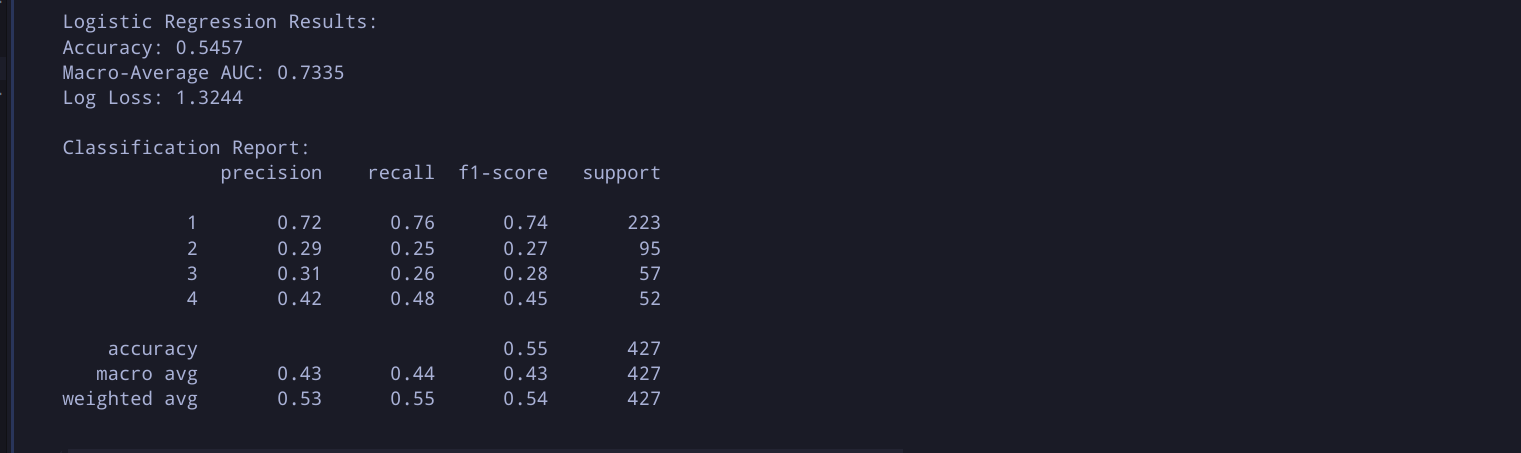 Logistic Regression Results:
Accuracy: 0.5457
Macro-Average AUC: 0.7335
Log Loss: 1.3244
Classification Report:
precision recall f1-score support
1 0.72 0.76 0.74 223
2 0.29 0.25 0.27 95
3 0.31 0.26 0.28 57
4 0.42 0.48 0.45 52
accuracy 0.55 427
macro avg 0.43 0.44 0.43 427
weighted avg 0.53 0.55 0.54 427